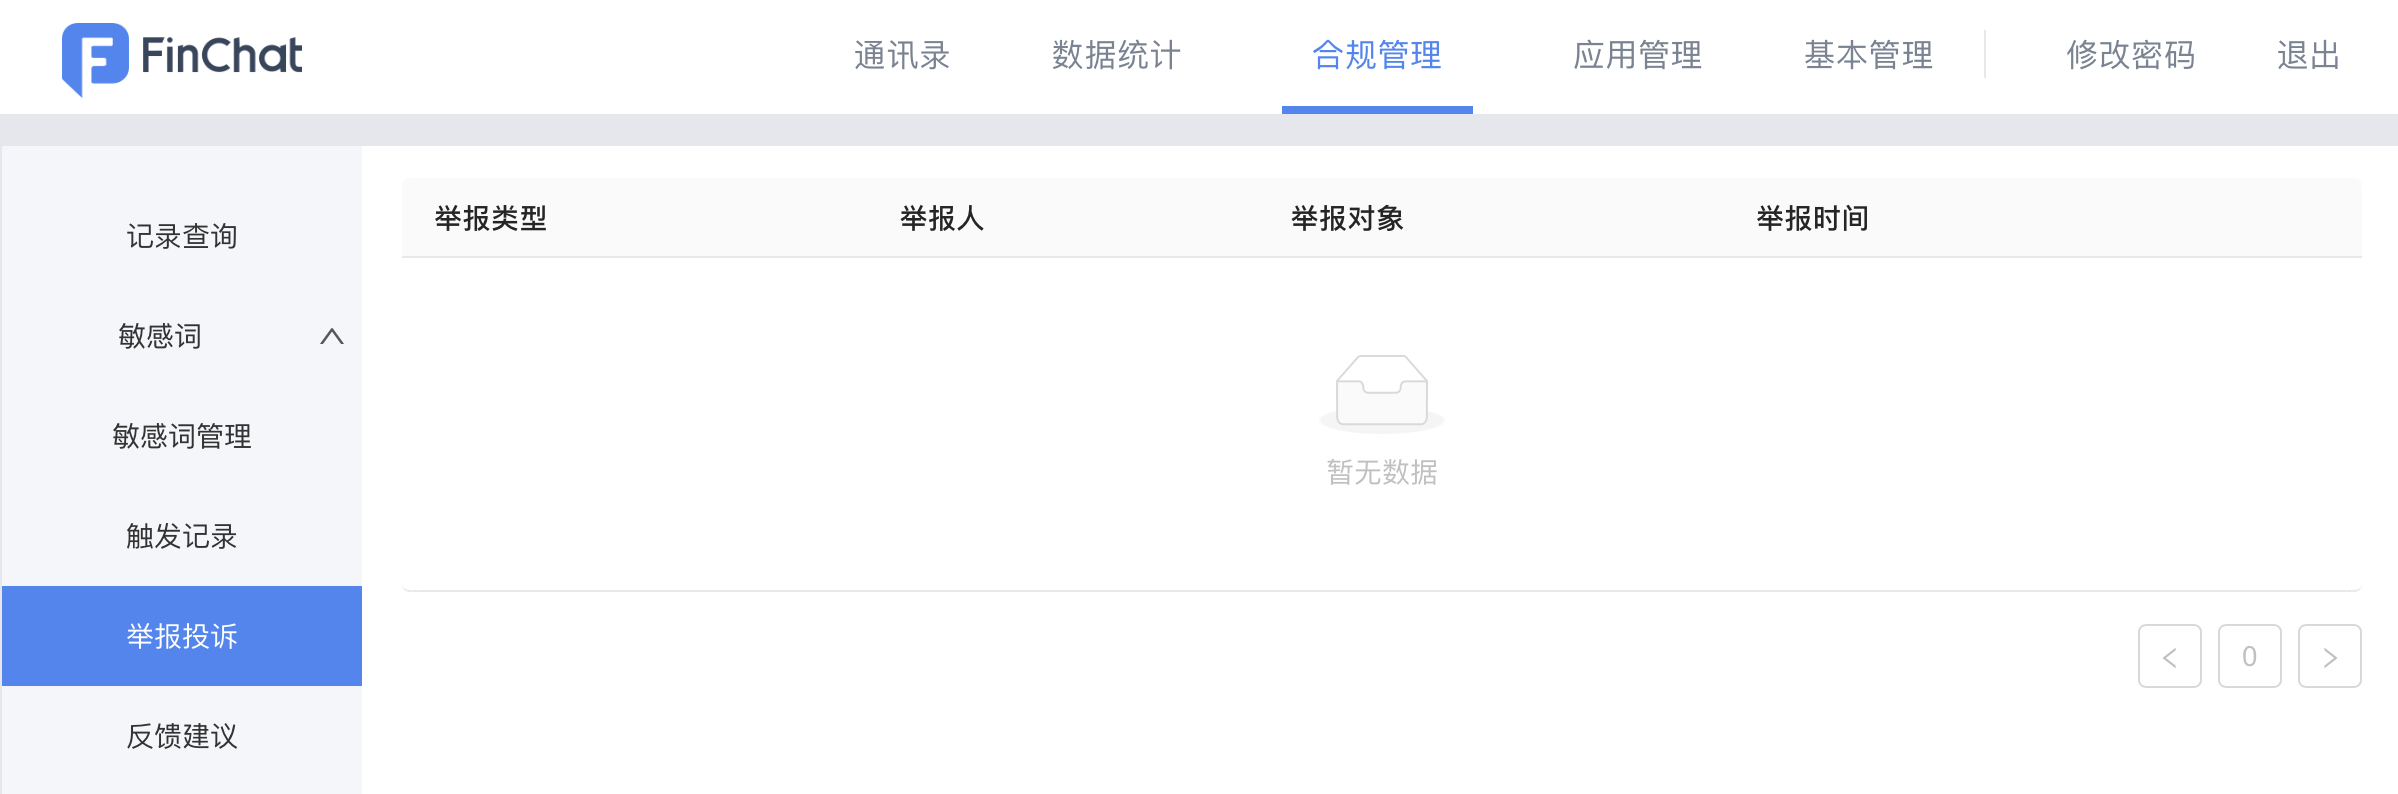 FinChat 通讯录 数据统计 合规管理 应用管理 基本管理 修改密码 退出
记录查询
敏感词
敏感词管理
触发记录
举报投诉
反馈建议
举报类型 举报人 举报对象 举报时间
暂无数据
< 0 >